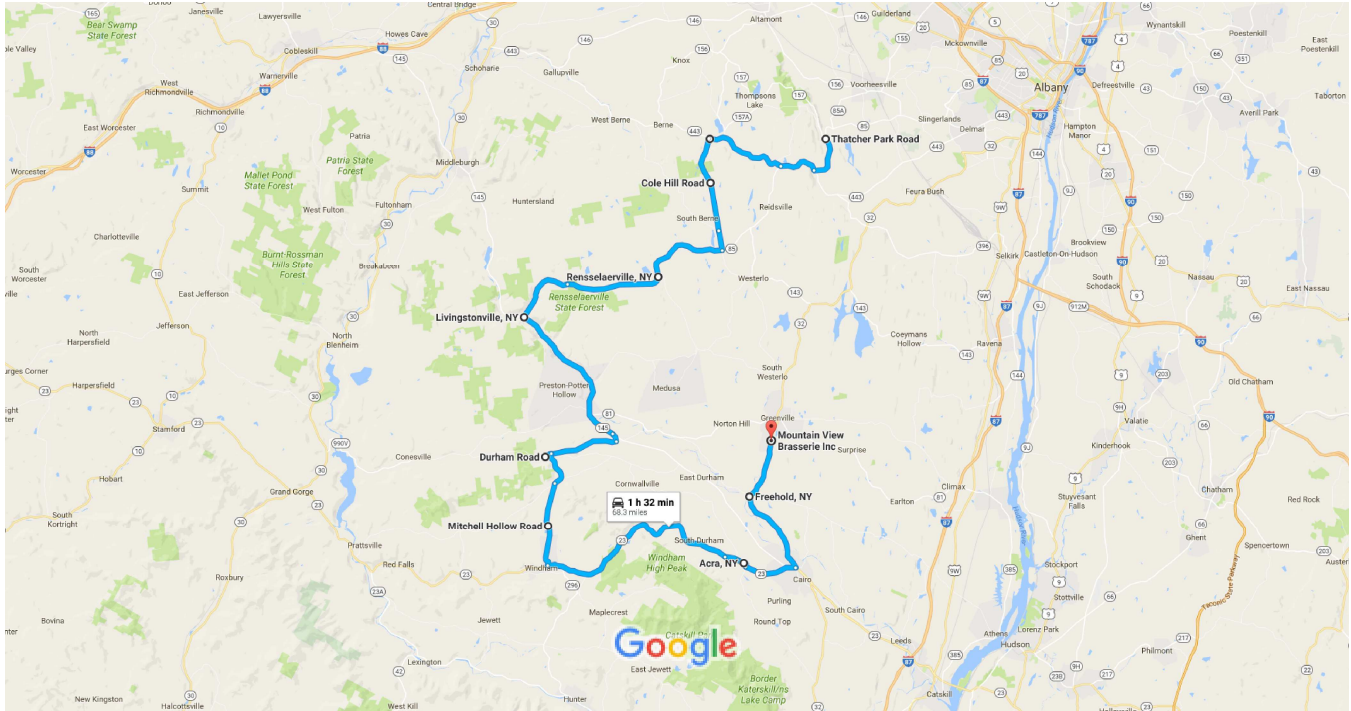 Janesville
Lawyersville
Central Bridge
Altamont
Guilderland
Wynantskill
Poestenkill
East
Poestenkill
Bear Swamp
State Forest
Cobleskill
Howes Cave
Mckownville
Albany
Defreestville
Knox
Schoharie
Gallupville
Warnerville
West
Richmondville
Richmondville
Thompsons
Lake
Voorheesville
Averill Park
Taborton
East Worcester
Patria
West Berne
Berne
Slingerlands
Delmar
Hampton
Manor
Thatcher Park Road
Worcester
Patria State
Forest
Middleburgh
Mallet Pond
State Forest
Summit
Cole Hill Road
Feura Bush
Huntersland
Reidsville
West Fulton
Fultonham
South Berne
Charlotteville
Burnt-Rossman
Hills State
Forest
Breakabeen
Selkirk
Brookview
Castleton-On-Hudson
South
Worcester
Rensselaerville, NY
Westerlo
Nassau
South
Schodack
East Nassau
East Jefferson
Rensselaerville
State Forest
Livingstonville, NY
Jefferson
North
Harpersfield
North
Blenheim
Coeymans
Hollow
Ravena
South
Westerlo
Harpersfield
Preston-Potter
Hollow
Medusa
Old Chatham
Stamford
Norton Hill
Greenville
Mountain View
Brasserie Inc
Surprise
Valatie
Kinderhook
Conesville
Durham Road
Hobart
East Durham
Cornwallville
Climax
Earlton
Chatham
Grand Gorge
Freehold, NY
Stuyvesant
Falls
Red Rock
1 h 32 min
68.3 miles
South
Kortright
Mitchell Hollow Road
South Durham
Ghent
Prattsville
Spencertown
Red Falls
Windham
Windham
High Peak
Acra, NY
Cairo
Stockport
Roxbury
Stottville
Maplecrest
Purling
Round Top
South Cairo
Taconic State Parkway
Bovina
Jewett
Google
Athens
Hudson
Lorenz Park
Leeds
Philmont
Lexington
East Jewett
Border
Katerskill/ns
Lake Camp
New Kingston
Halcottsville
West Kill
Hunter
Catskill